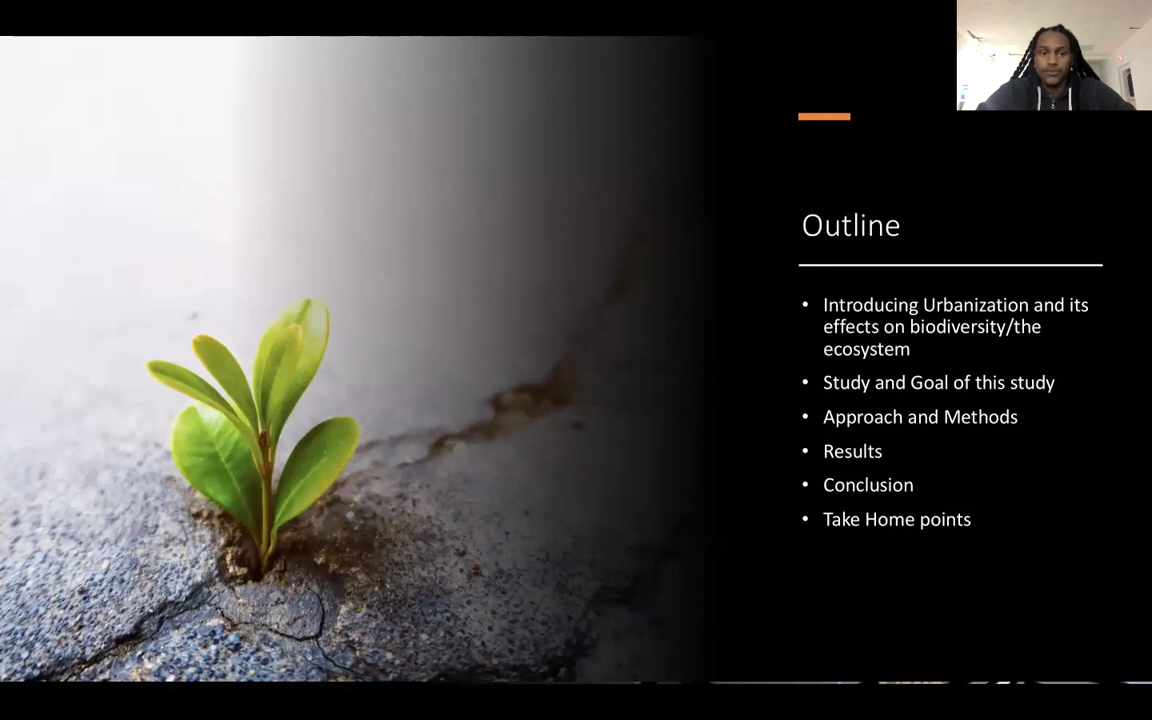 Outline
• Introducing Urbanization and its
effects on biodiversity/the
ecosystem
• Study and Goal of this study
• Approach and Methods
• Results
• Conclusion
• Take Home points